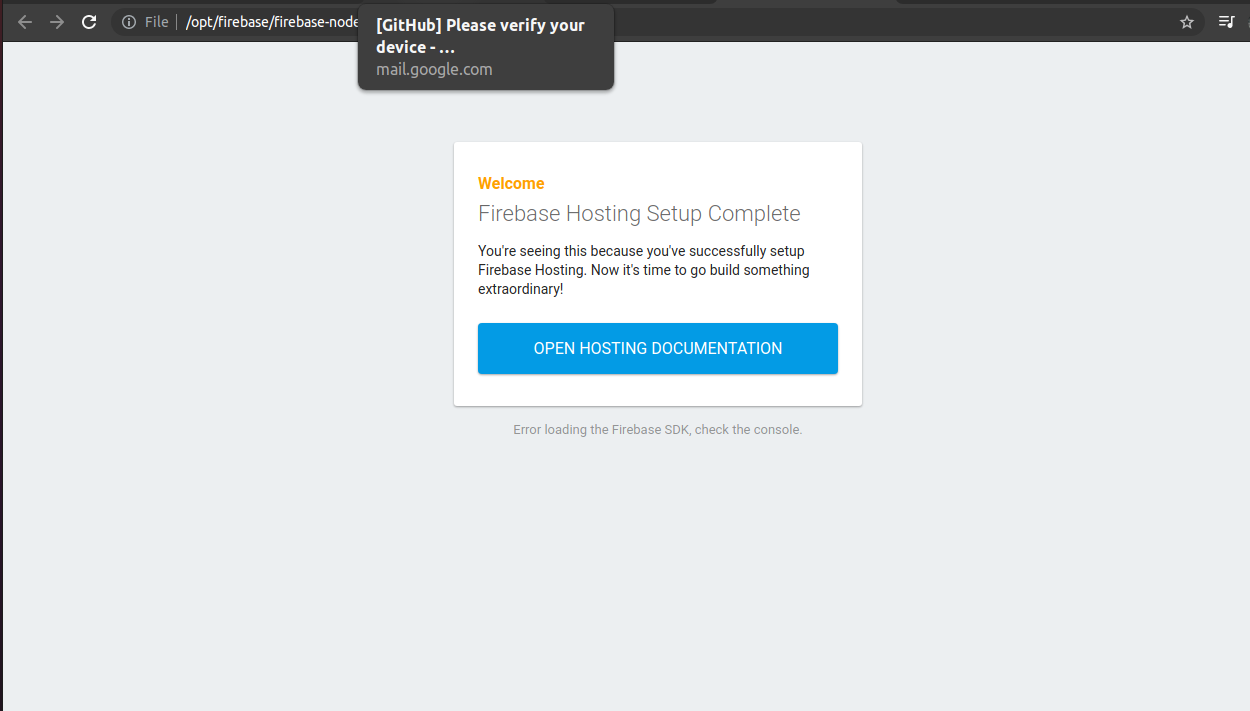 File
/opt/firebase/firebase-node
[GitHub] Please verify your
device - …
mail.google.com
Welcome
Firebase Hosting Setup Complete
You're seeing this because you've successfully setup
Firebase Hosting. Now it's time to go build something
extraordinary!
OPEN HOSTING DOCUMENTATION
Error loading the Firebase SDK, check the console.